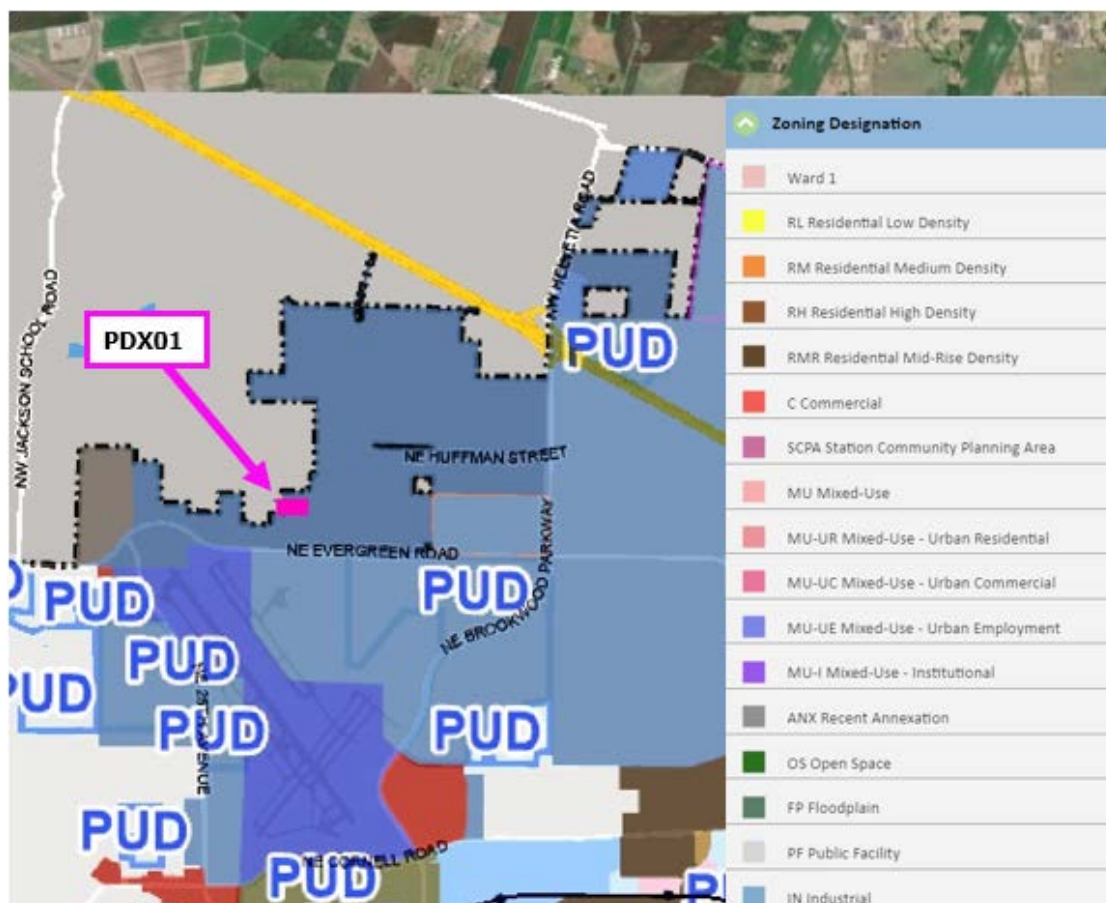 Zoning Designation
Ward 1
RL Residential Low Density
RM Residential Medium Density
RH Residential High Density
RMR Residential Mid-Rise Density
C Commercial
SCPA Station Community Planning Area
MU Mixed-Use
MU-UR Mixed-Use - Urban Residential
MU-UC Mixed-Use - Urban Commercial
MU-UE Mixed-Use - Urban Employment
MU-I Mixed-Use - Institutional
ANX Recent Annexation
OS Open Space
FP Floodplain
PF Public Facility
IN Industrial
NW JACKSON SCHOOL ROAD
NW HELVETIA ROAD
PDX01
PUD
NE HUFFMAN STREET
NE EVERGREEN ROAD
NE BROOKWOOD PARKWAY
PUD
PUD
PUD
PUD
PUD
PUD
NE 25TH AVENUE
PUD
NE CORNELL ROAD
PUD